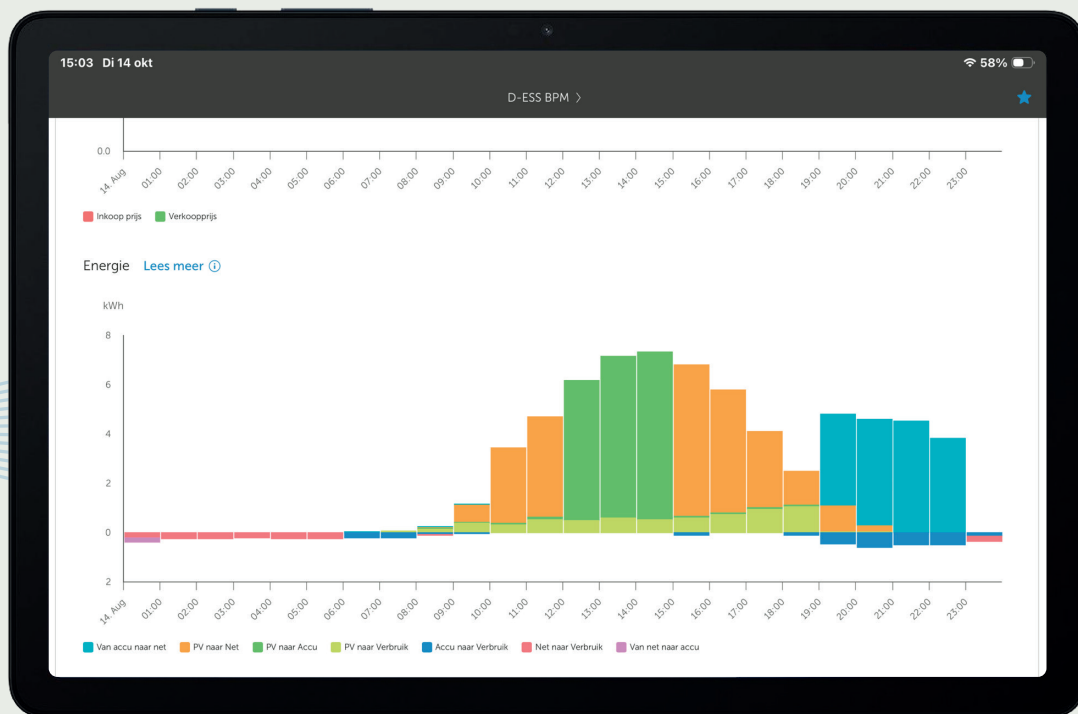 15:03 Di 14 okt
58%
D-ESS BPM >
0.0
14. Aug 01:00 02:00 03:00 04:00 05:00 06:00 07:00 08:00 09:00 10:00 11:00 12:00 13:00 14:00 15:00 16:00 17:00 18:00 19:00 20:00 21:00 22:00 23:00
Inkoop prijs Verkoopprijs
Energie Lees meer
kWh
8
6
4
2
0
2
14. Aug 01:00 02:00 03:00 04:00 05:00 06:00 07:00 08:00 09:00 10:00 11:00 12:00 13:00 14:00 15:00 16:00 17:00 18:00 19:00 20:00 21:00 22:00 23:00
Van accu naar net PV naar Net PV naar Accu PV naar Verbruik Accu naar Verbruik Net naar Verbruik Van net naar accu